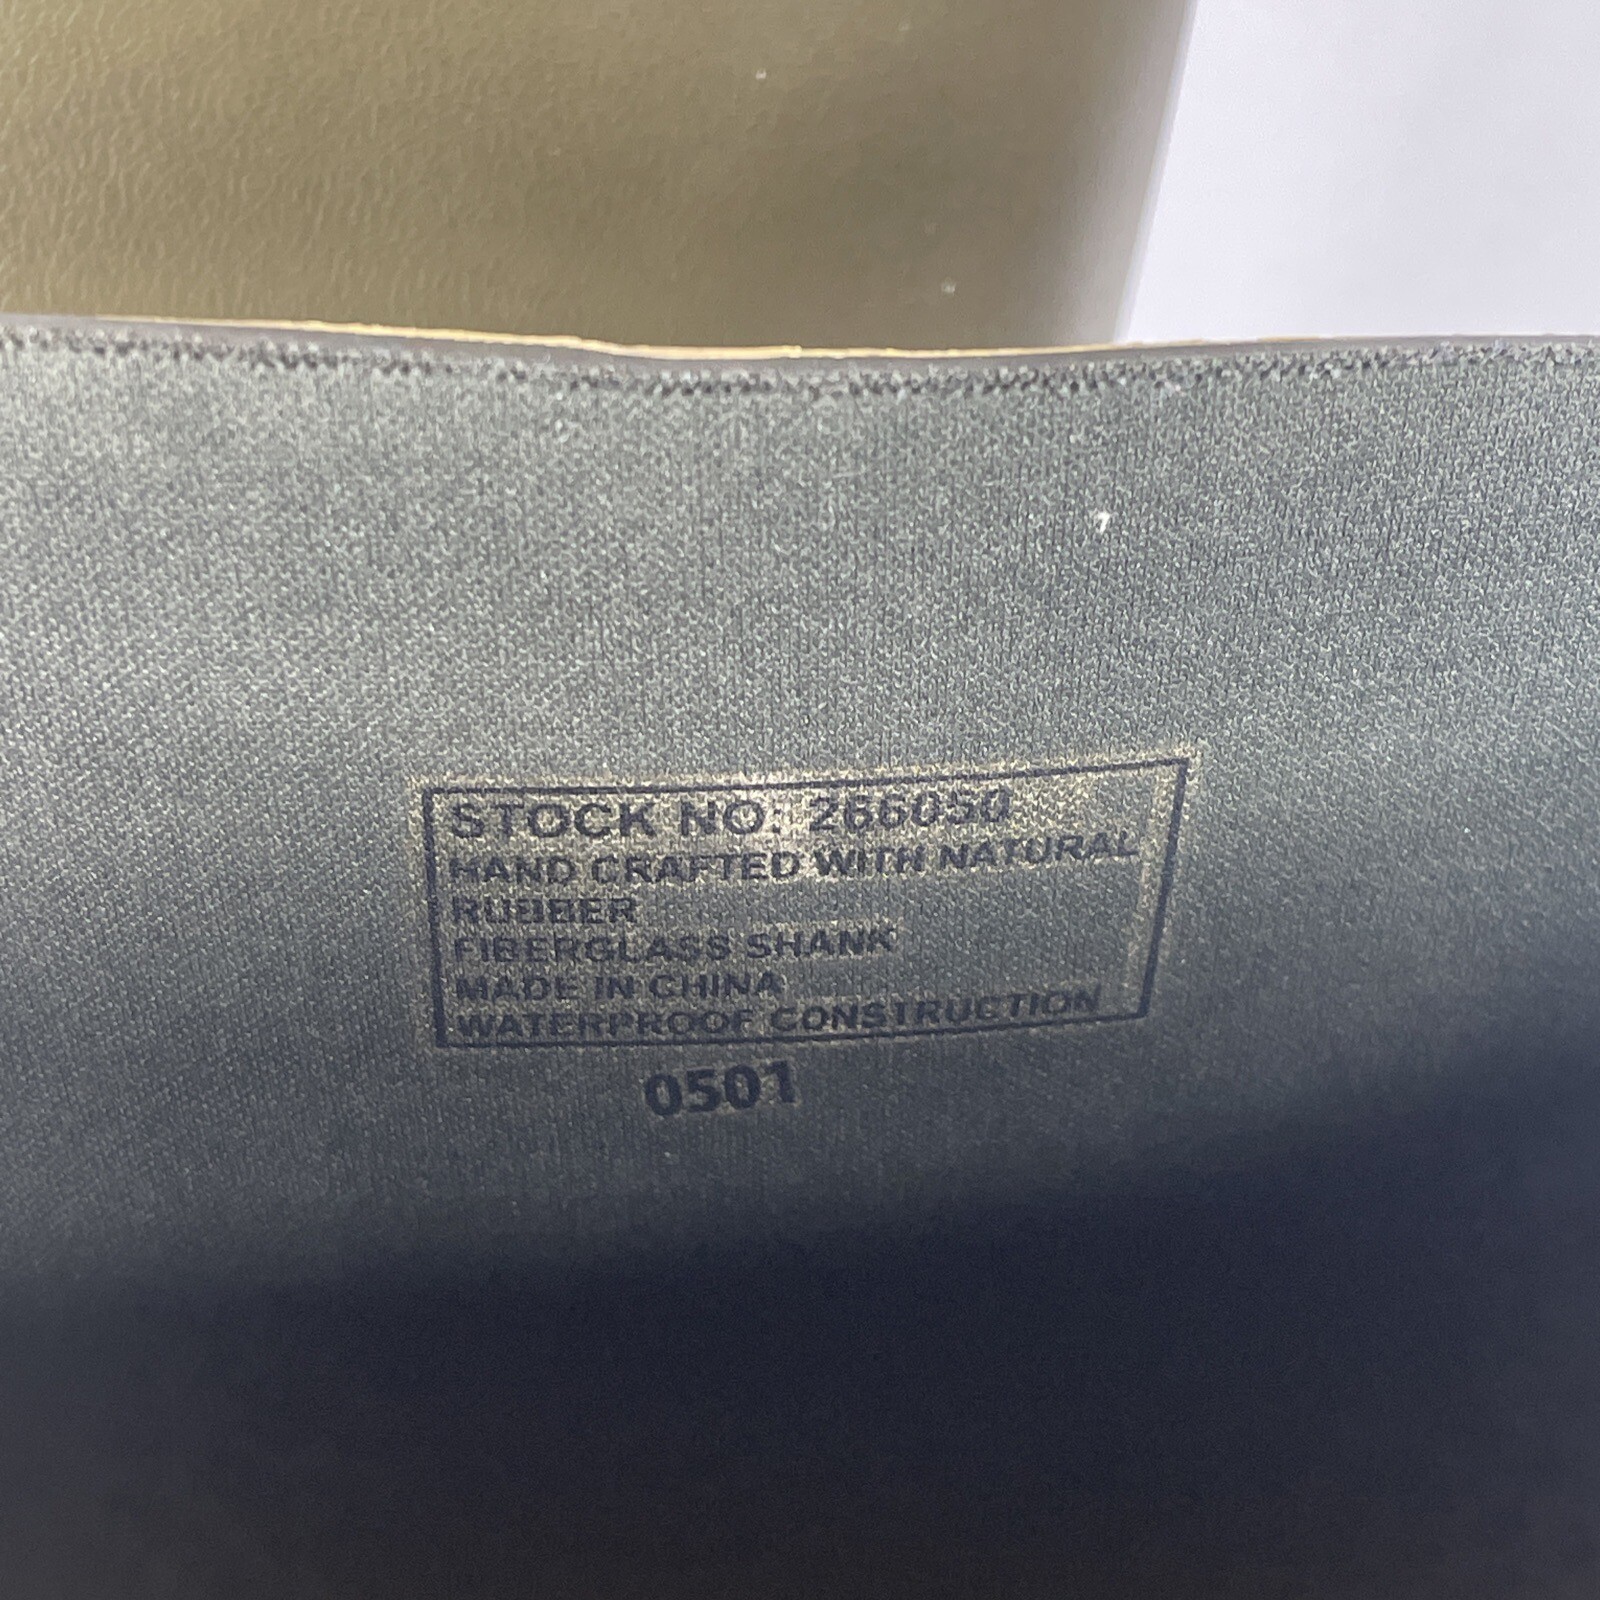 STOCK NO: 266050
HAND CRAFTED WITH NATURAL
RUBBER
FIBERGLASS SHANK
MADE IN CHINA
WATERPROOF CONSTRUCTION
0501